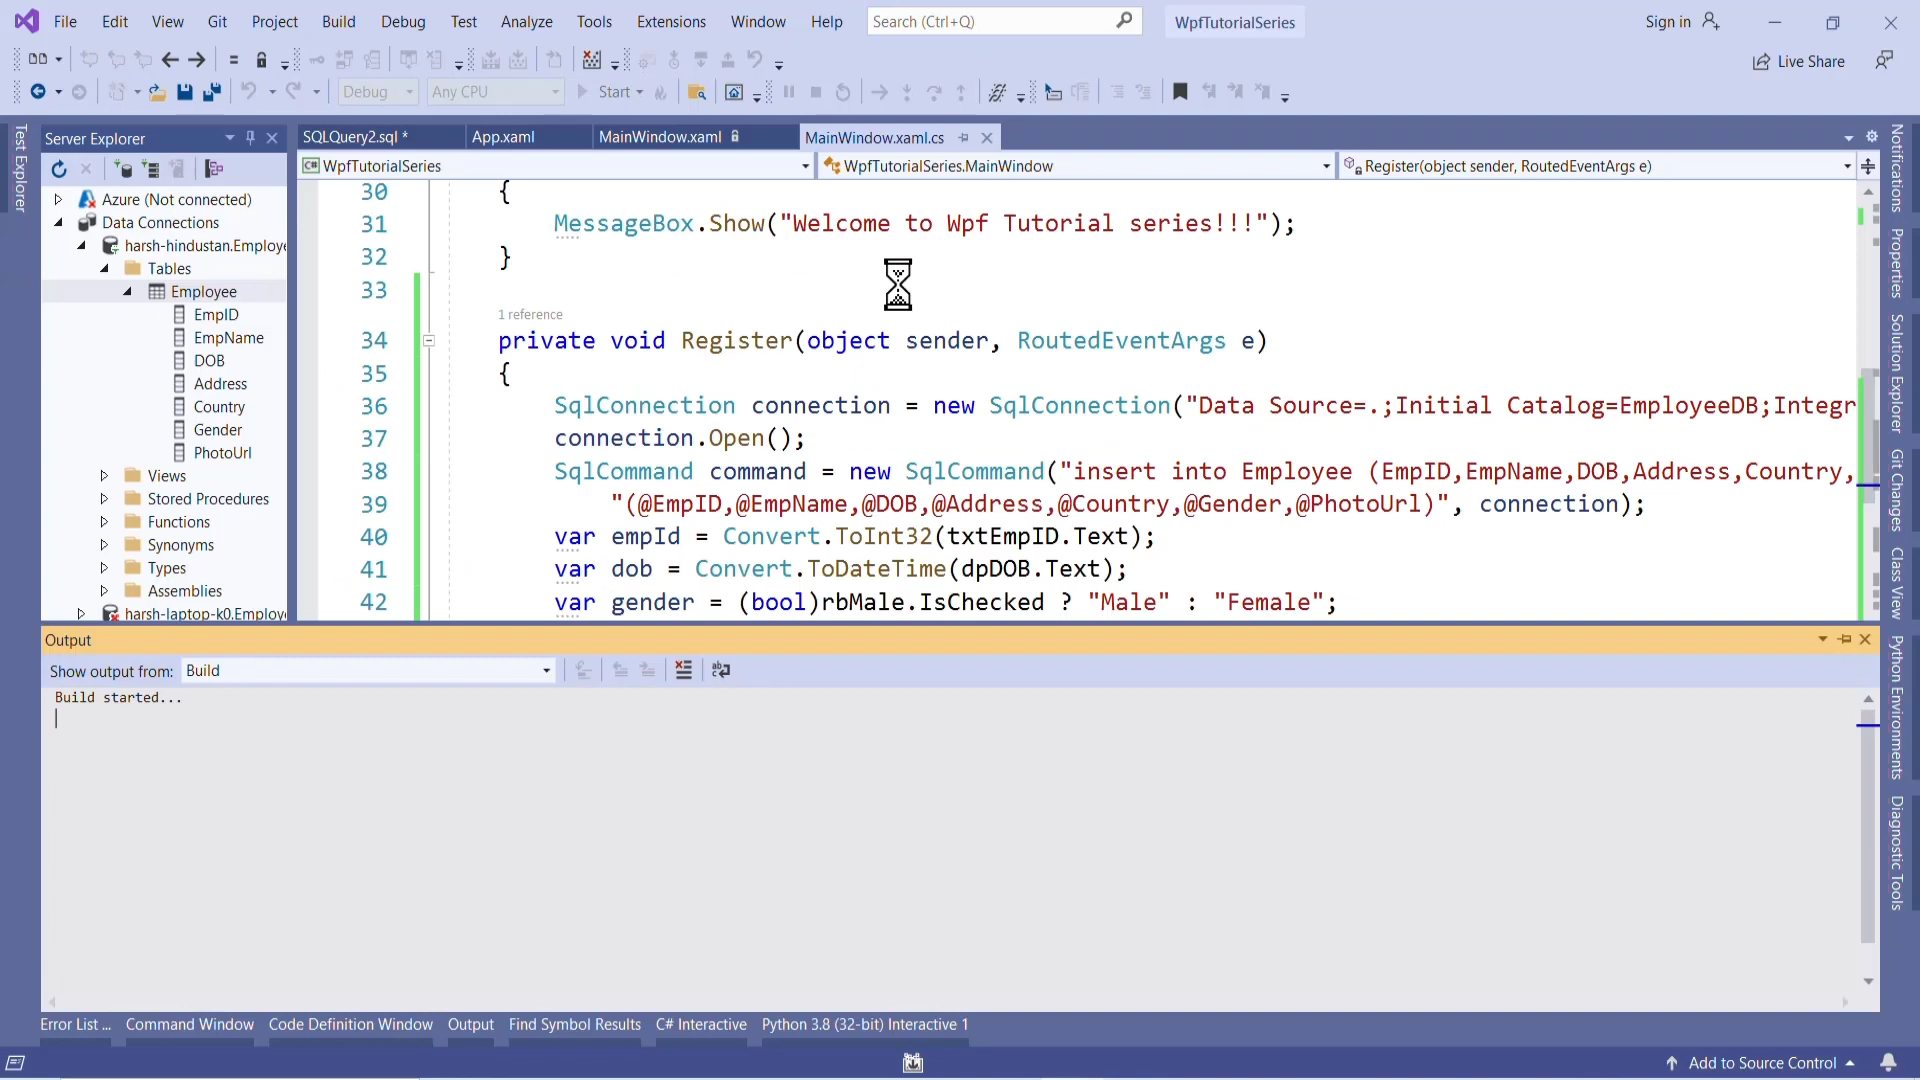 File Edit View Git Project Build Debug Test Analyze Tools Extensions Window Help Search (Ctrl+Q) WpfTutorialSeries Sign in
Live Share
Debug Any CPU Start
Test Explorer
Server Explorer
Azure (Not connected)
Data Connections
harsh-hindustan.Employe
Tables
Employee
EmpID
EmpName
DOB
Address
Country
Gender
PhotoUrl
Views
Stored Procedures
Functions
Synonyms
Types
Assemblies
harsh-laptop-k0.Employ
SQLQuery2.sql * App.xaml MainWindow.xaml MainWindow.xaml.cs
C# WpfTutorialSeries WpfTutorialSeries.MainWindow Register(object sender, RoutedEventArgs e)
30 {
31 MessageBox.Show("Welcome to Wpf Tutorial series!!!");
32 }
33
1 reference
34 private void Register(object sender, RoutedEventArgs e)
35 {
36 SqlConnection connection = new SqlConnection("Data Source=.;Initial Catalog=EmployeeDB;Integr
37 connection.Open();
38 SqlCommand command = new SqlCommand("insert into Employee (EmpID,EmpName,DOB,Address,Country,
39 "(@EmpID,@EmpName,@DOB,@Address,@Country,@Gender,@PhotoUrl)", connection);
40 var empId = Convert.ToInt32(txtEmpID.Text);
41 var dob = Convert.ToDateTime(dpDOB.Text);
42 var gender = (bool)rbMale.IsChecked ? "Male" : "Female";
Output
Show output from: Build
Build started...
Notifications
Properties
Solution Explorer
Git Changes
Class View
Python Environments
Diagnostic Tools
Error List ... Command Window Code Definition Window Output Find Symbol Results C# Interactive Python 3.8 (32-bit) Interactive 1
Add to Source Control